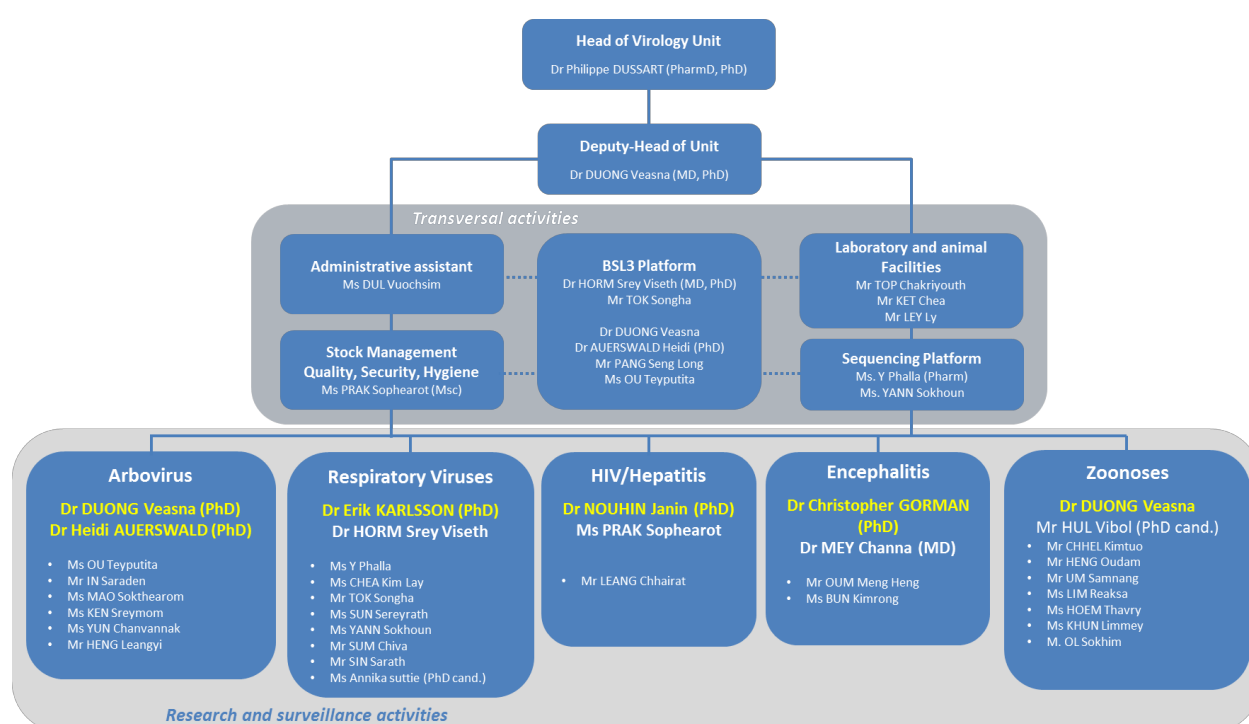 Head of Virology Unit
Dr Philippe DUSSART (PharmD, PhD)
Deputy-Head of Unit
Dr DUONG Veasna (MD, PhD)
Transversal activities
Administrative assistant
Ms DUL Vuochsim
BSL3 Platform
Dr HORM Srey Viseth (MD, PhD)
Mr TOK Songha
Dr DUONG Veasna
Dr AUERSWALD Heidi (PhD)
Mr PANG Seng Long
Ms OU Teyputita
Laboratory and animal
Facilities
Mr TOP Chakriyouth
Mr KET Chea
Mr LEY Ly
Stock Management
Quality, Security, Hygiene
Ms PRAK Sophearot (Msc)
Sequencing Platform
Ms. Y Phalla (Pharm)
Ms. YANN Sokhoun
Arbovirus
Dr DUONG Veasna (PhD)
Dr Heidi AUERSWALD (PhD)
• Ms OU Teyputita
• Mr IN Saraden
• Ms MAO Sokthearom
• Ms KEN Sreymom
• Ms YUN Chanvannak
• Mr HENG Leangyi
Respiratory Viruses
Dr Erik KARLSSON (PhD)
Dr HORM Srey Viseth
• Ms Y Phalla
• Ms CHEA Kim Lay
• Mr TOK Songha
• Ms SUN Sereyrath
• Ms YANN Sokhoun
• Mr SUM Chiva
• Mr SIN Sarath
• Ms Annika suttie (PhD cand.)
HIV/Hepatitis
Dr NOUHIN Janin (PhD)
Ms PRAK Sophearot
• Mr LEANG Chhairat
Encephalitis
Dr Christopher GORMAN
(PhD)
Dr MEY Channa (MD)
• Mr OUM Meng Heng
• Ms BUN Kimrong
Zoonoses
Dr DUONG Veasna
Mr HUL Vibol (PhD cand.)
• Mr CHHEL Kimtuo
• Mr HENG Oudam
• Mr UM Samnang
• Ms LIM Reaksa
• Ms HOEM Thavry
• Ms KHUN Limmey
• M. OL Sokhim
Research and surveillance activities